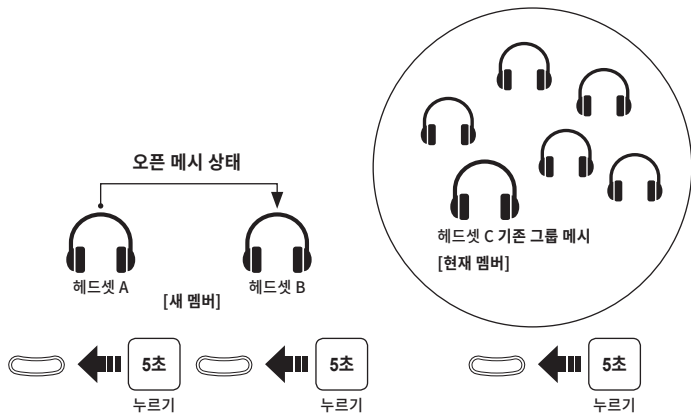 오픈 메시 상태
헤드셋 C 기존 그룹 메시
[현재 멤버]
헤드셋 A
[새 멤버]
헤드셋 B
5초
누르기
5초
누르기
5초
누르기